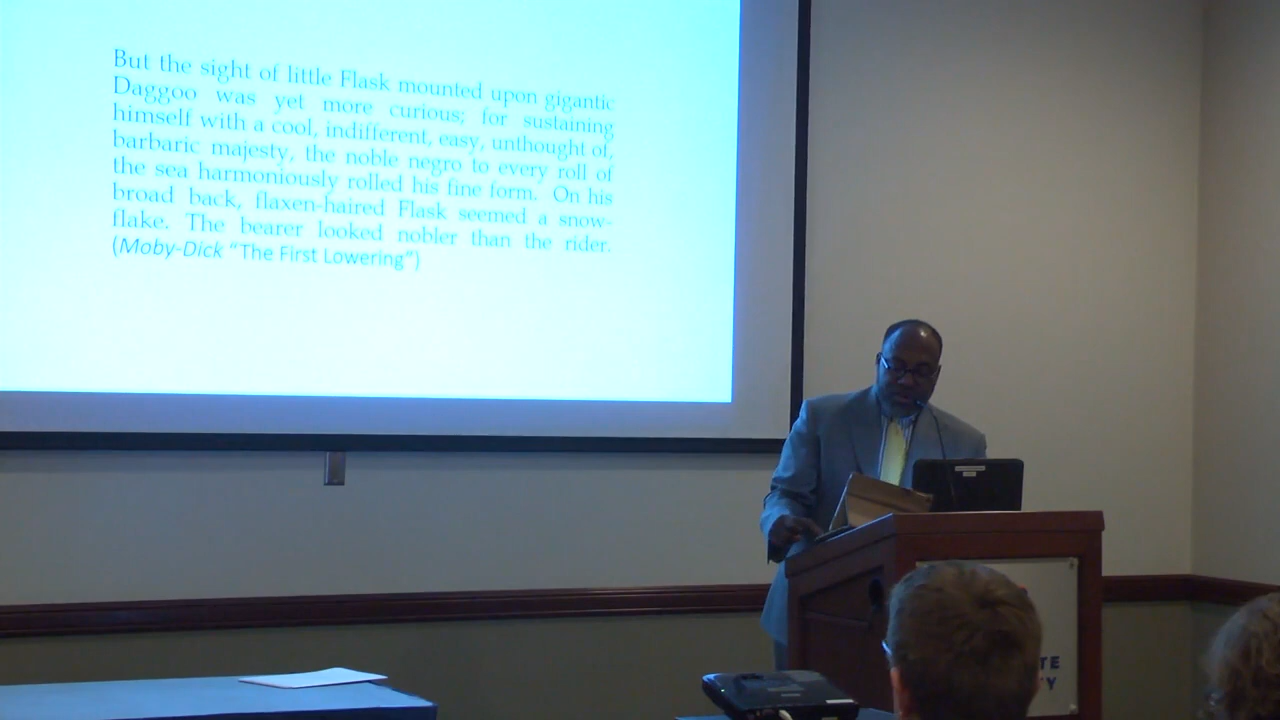 But the sight of little Flask mounted upon gigantic
Daggoo was yet more curious; for sustaining
himself with a cool, indifferent, easy, unthought of,
barbaric majesty, the noble negro to every roll of
the sea harmoniously rolled his fine form. On his
broad back, flaxen-haired Flask seemed a snow-
flake. The bearer looked nobler than the rider.
(Moby-Dick “The First Lowering”)
TE
Y